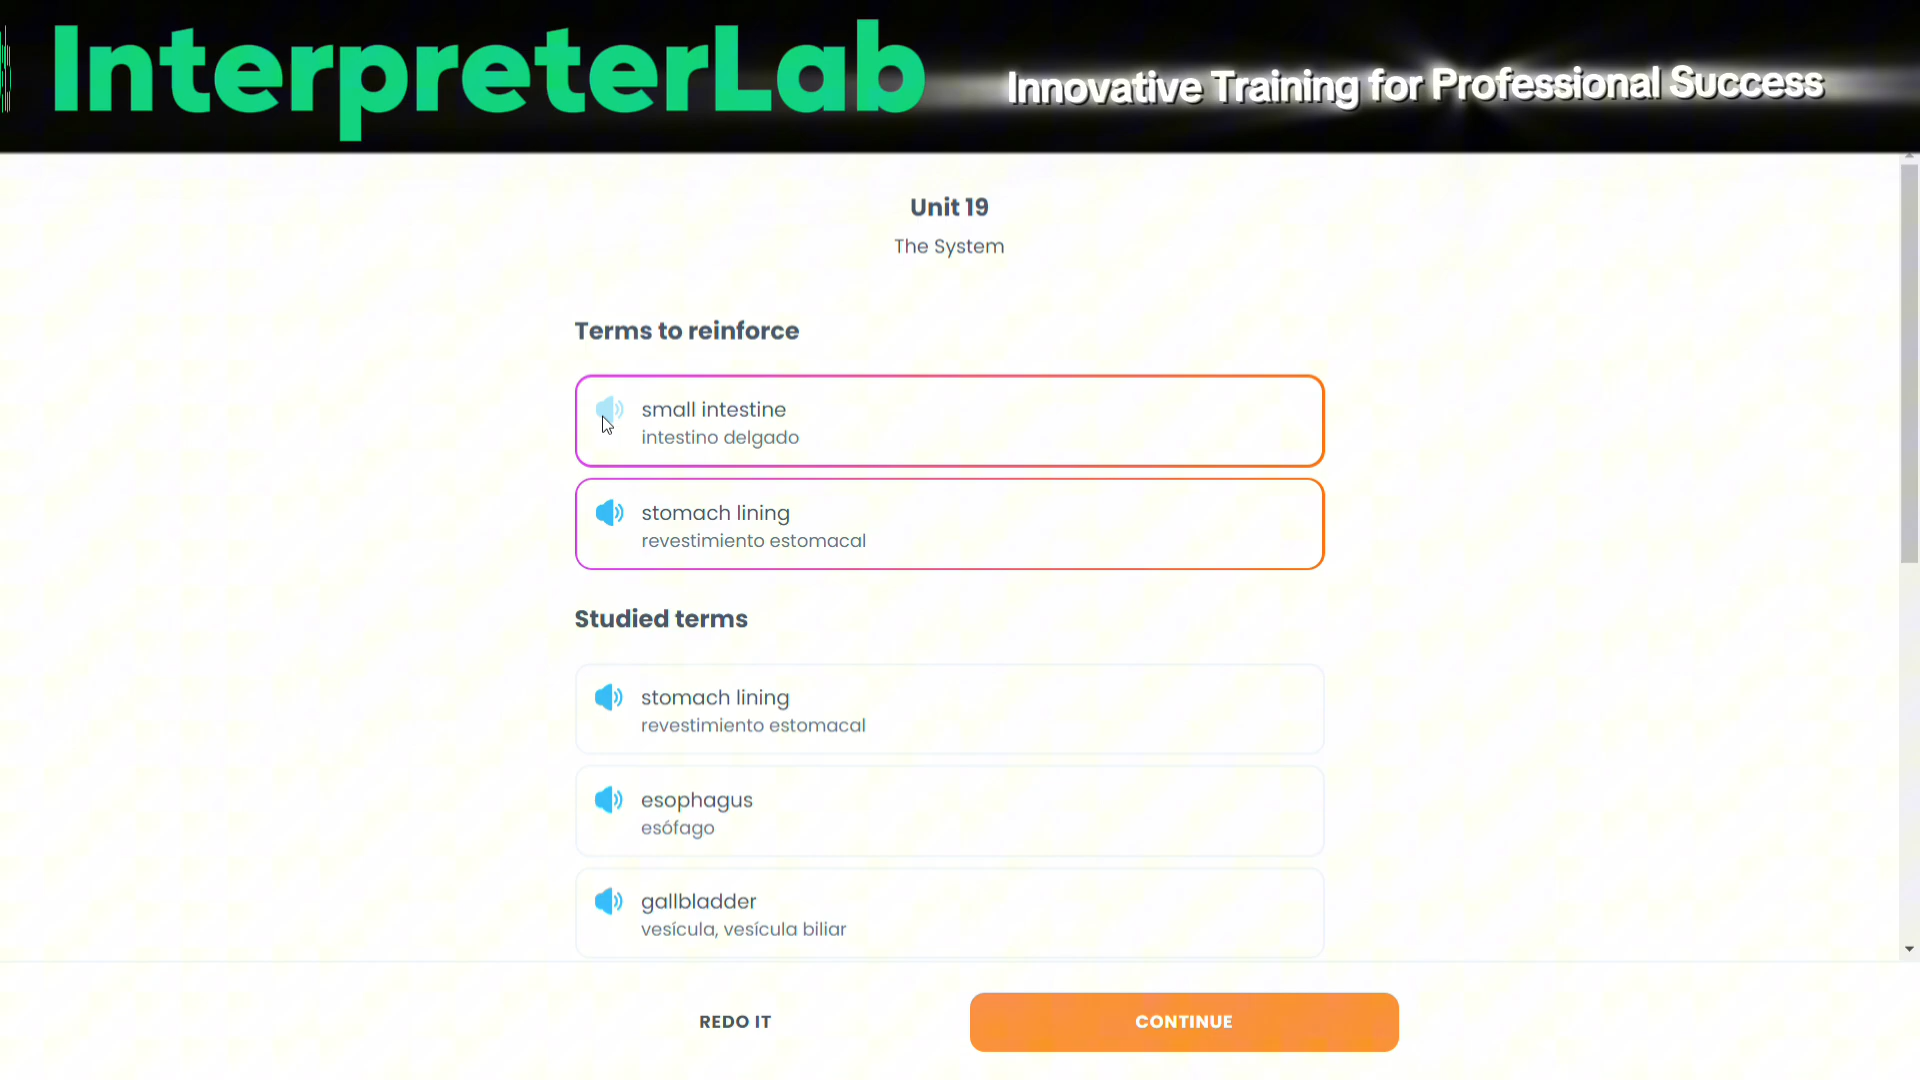 InterpreterLab
Innovative Training for Professional Success
Unit 19
The System
Terms to reinforce
small intestine
intestino delgado
stomach lining
revestimiento estomacal
Studied terms
stomach lining
revestimiento estomacal
esophagus
esófago
gallbladder
vesícula, vesícula biliar
REDO IT
CONTINUE